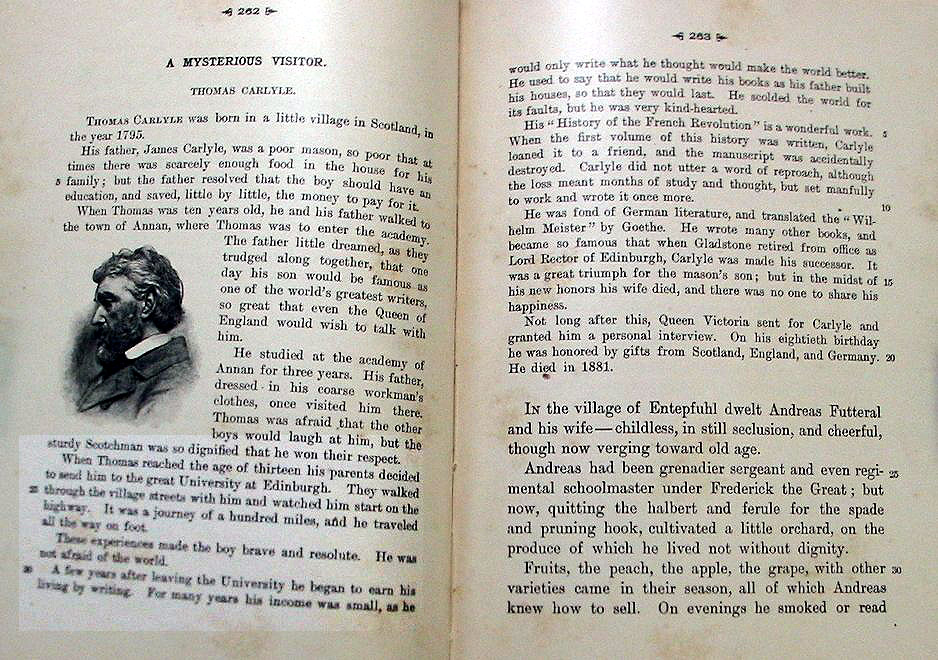 262
A MYSTERIOUS VISITOR.
THOMAS CARLYLE.
THOMAS CARLYLE was born in a little village in Scotland, in
the year 1795.
His father, James Carlyle, was a poor mason, so poor that at
times there was scarcely enough food in the house for his
5 family; but the father resolved that the boy should have an
education, and saved, little by little, the money to pay for it.
When Thomas was ten years old, he and his father walked to
the town of Annan, where Thomas was to enter the academy.
The father little dreamed, as they
trudged along together, that one
day his son would be famous as
one of the world's greatest writers,
so great that even the Queen of
England would wish to talk with
him.
He studied at the academy of
Annan for three years. His father,
dressed in his coarse workman's
clothes, once visited him there.
Thomas was afraid that the other
boys would laugh at him, but the
sturdy Scotchman was so dignified that he won their respect.
When Thomas reached the age of thirteen his parents decided
to send him to the great University at Edinburgh. They walked
25 through the village streets with him and watched him start on the
highway. It was a journey of a hundred miles, and he traveled
all the way on foot.
These experiences made the boy brave and resolute. He was
not afraid of the world.
30 A few years after leaving the University he began to earn his
living by writing. For many years his income was small, as he
263
would only write what he thought would make the world better.
He used to say that he would write his books as his father built
his houses, so that they would last. He scolded the world for
its faults, but he was very kind-hearted.
His "History of the French Revolution" is a wonderful work. 5
When the first volume of this history was written, Carlyle
loaned it to a friend, and the manuscript was accidentally
destroyed. Carlyle did not utter a word of reproach, although
the loss meant months of study and thought, but set manfully
to work and wrote it once more. 10
He was fond of German literature, and translated the "Wil-
helm Meister" by Goethe. He wrote many other books, and
became so famous that when Gladstone retired from office as
Lord Rector of Edinburgh, Carlyle was made his successor. It
was a great triumph for the mason's son; but in the midst of 15
his new honors his wife died, and there was no one to share his
happiness.
Not long after this, Queen Victoria sent for Carlyle and
granted him a personal interview. On his eightieth birthday
he was honored by gifts from Scotland, England, and Germany. 20
He died in 1881.
IN the village of Entepfuhl dwelt Andreas Futteral
and his wife — childless, in still seclusion, and cheerful,
though now verging toward old age.
Andreas had been grenadier sergeant and even regi- 25
mental schoolmaster under Frederick the Great; but
now, quitting the halbert and ferule for the spade
and pruning hook, cultivated a little orchard, on the
produce of which he lived not without dignity.
Fruits, the peach, the apple, the grape, with other 30
varieties came in their season, all of which Andreas
knew how to sell. On evenings he smoked or read